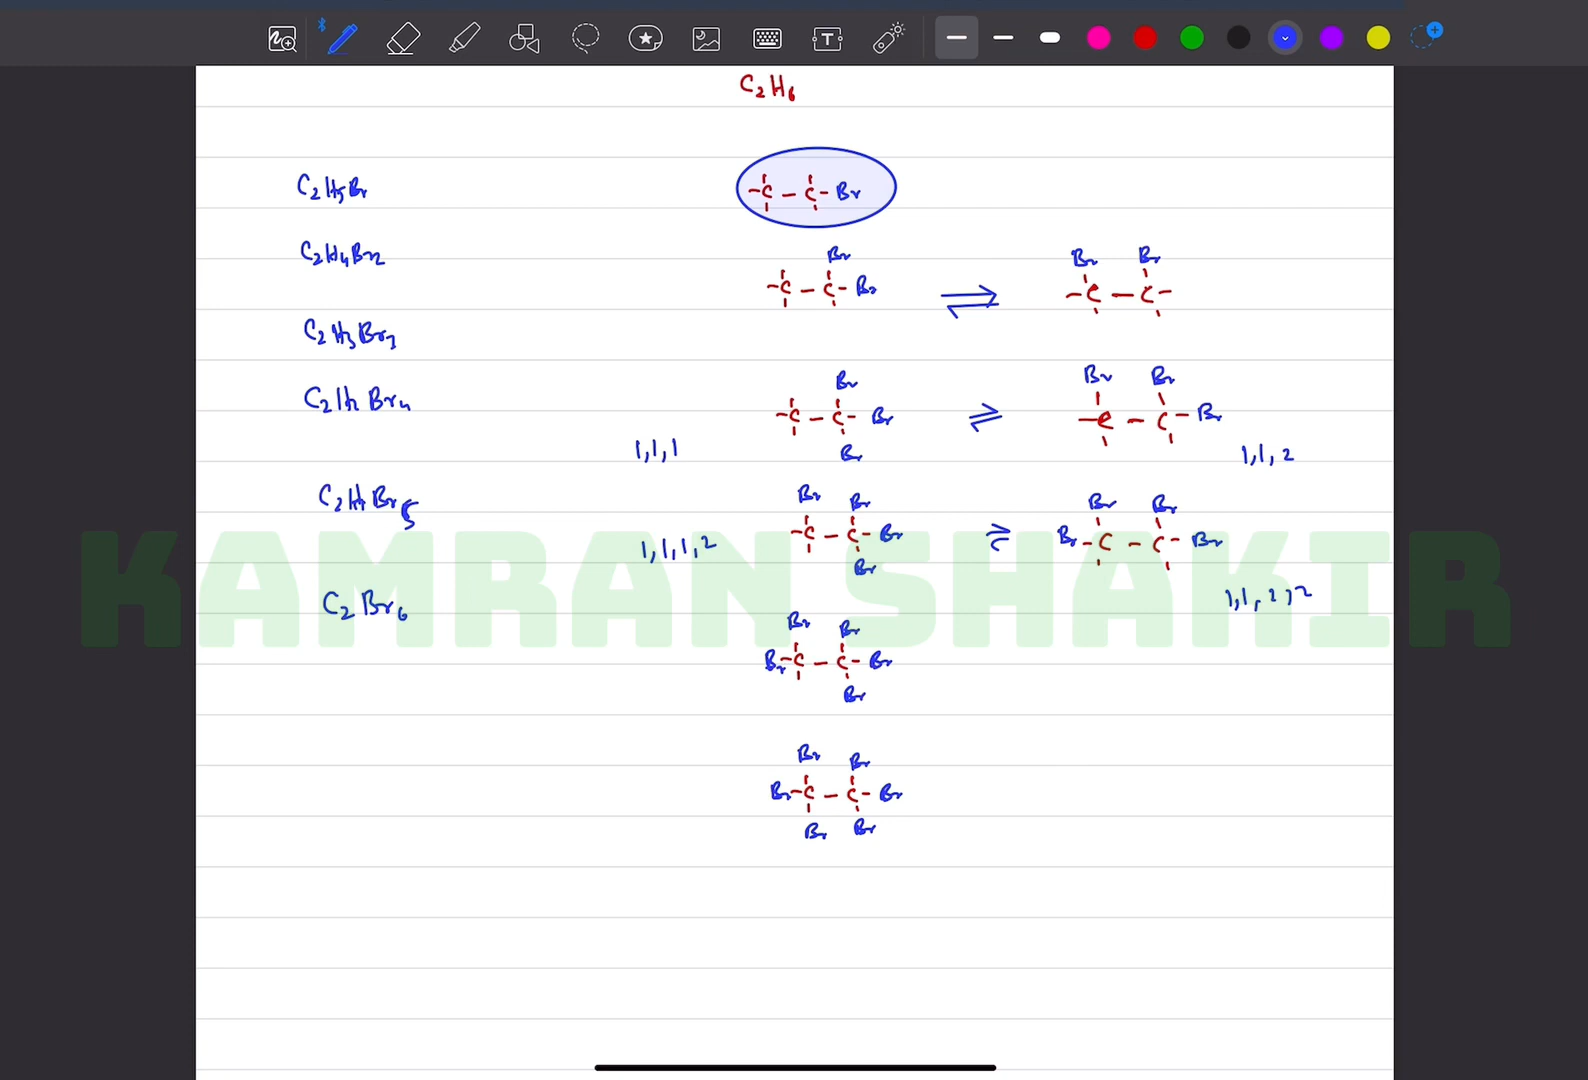 C2H6
C2H5Br
-C-C-Br
C2H4Br2
Br
-C-C-Br
⇌
Br Br
-C-C-
C2H3Br3
C2H2Br4
Br
-C-C-Br
Br
⇌
Br Br
-C-C-Br
1,1,1
1,1,2
C2HBr5
Br Br
-C-C-Br
Br
⇌
Br Br
Br-C-C-Br
1,1,1,2
1,1,2,2
KAMRAN SHAKIR
C2Br6
Br Br
Br-C-C-Br
Br
Br Br
Br-C-C-Br
Br Br
T